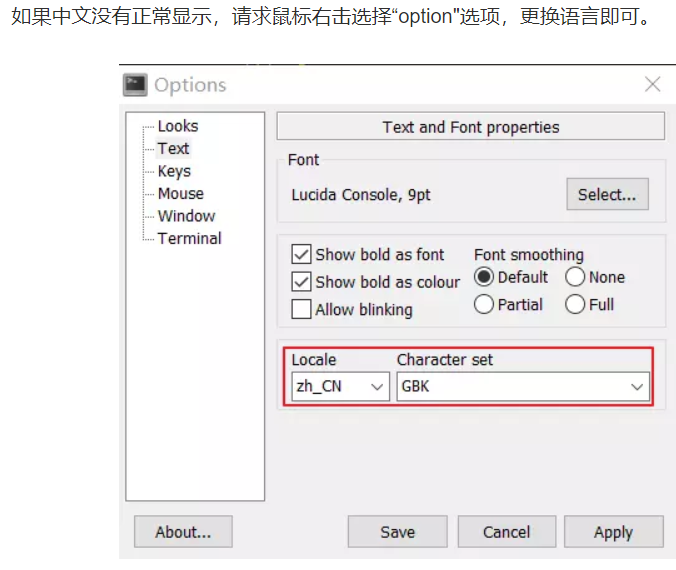 如果中文没有正常显示，请求鼠标右击选择“option"选项，更换语言即可。
Options
Looks
Text
Keys
Mouse
Window
Terminal
Text and Font properties
Font
Lucida Console, 9pt
Select...
Show bold as font
Show bold as colour
Allow blinking
Font smoothing
Default
None
Partial
Full
Locale
Character set
zh_CN
GBK
About...
Save
Cancel
Apply